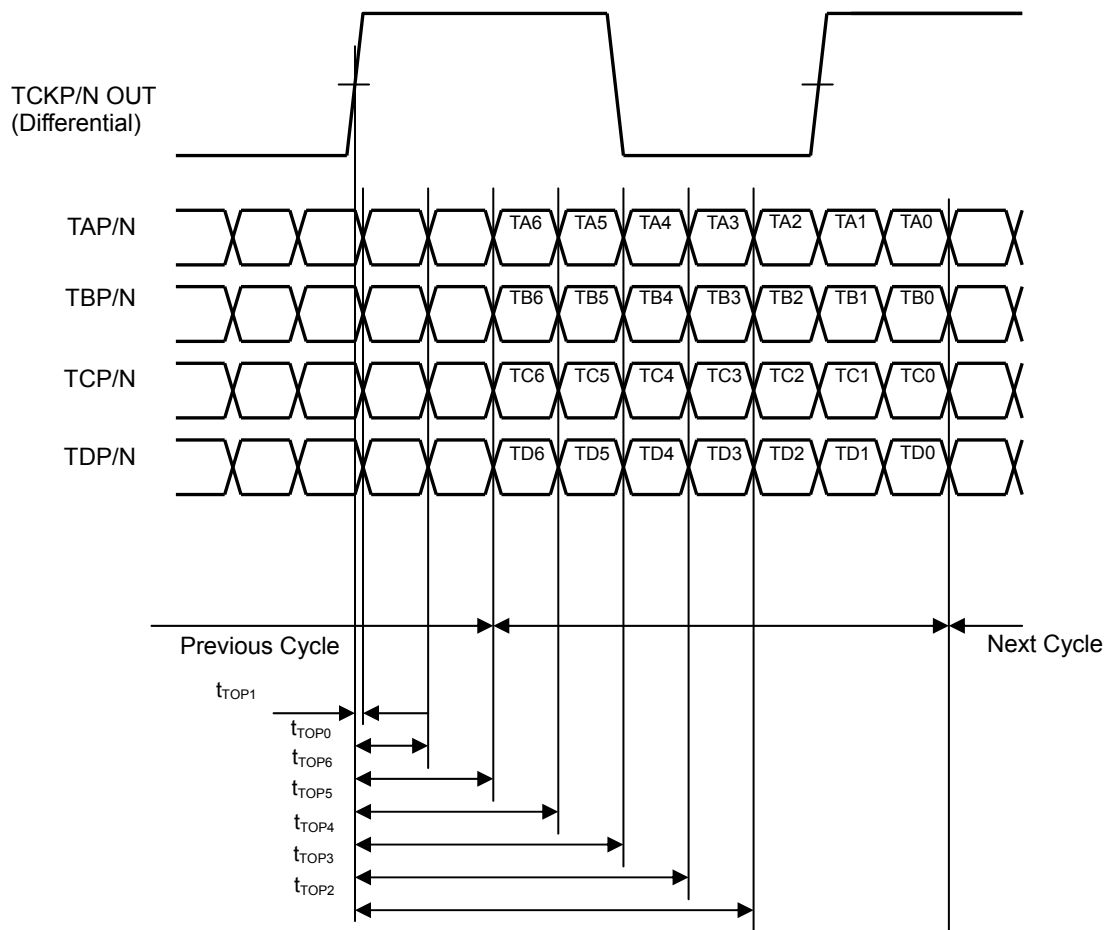 TCKP/N OUT
(Differential)
TAP/N
TA6 TA5 TA4 TA3 TA2 TA1 TA0
TBP/N
TB6 TB5 TB4 TB3 TB2 TB1 TB0
TCP/N
TC6 TC5 TC4 TC3 TC2 TC1 TC0
TDP/N
TD6 TD5 TD4 TD3 TD2 TD1 TD0
Previous Cycle
Next Cycle
tTOP1
tTOP0
tTOP6
tTOP5
tTOP4
tTOP3
tTOP2